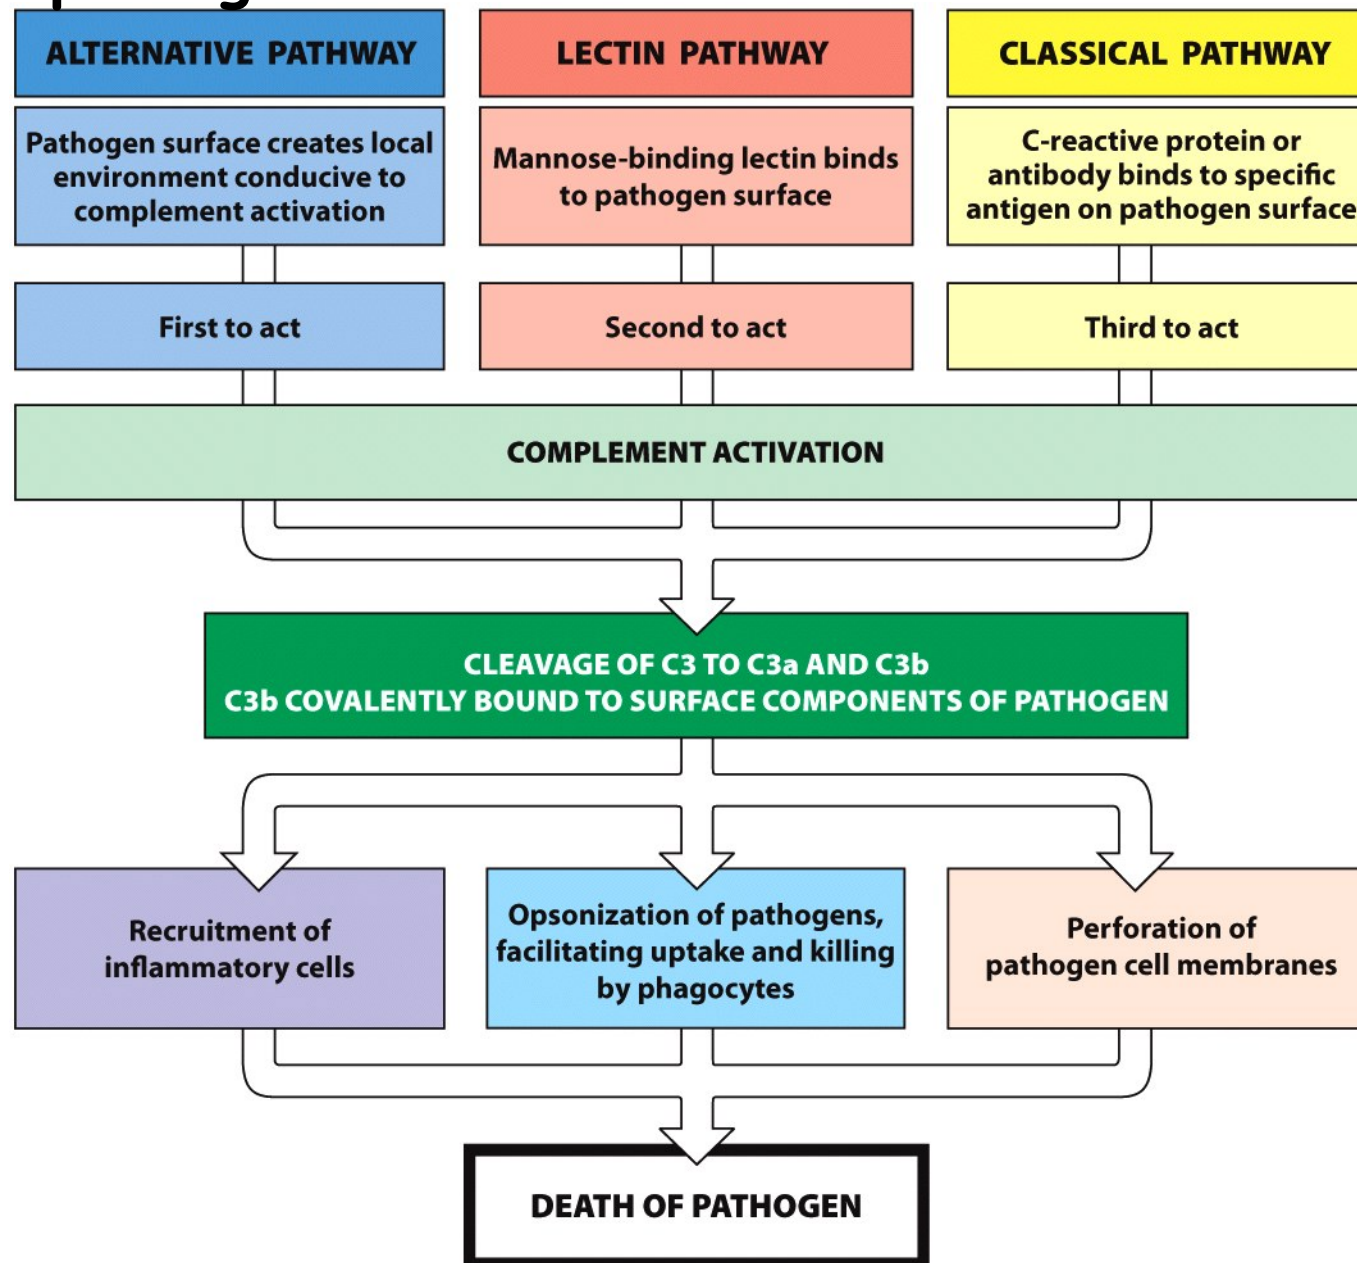 ALTERNATIVE PATHWAY
LECTIN PATHWAY
CLASSICAL PATHWAY
Pathogen surface creates local
environment conducive to
complement activation
Mannose-binding lectin binds
to pathogen surface
C-reactive protein or
antibody binds to specific
antigen on pathogen surface
First to act
Second to act
Third to act
COMPLEMENT ACTIVATION
CLEAVAGE OF C3 TO C3a AND C3b
C3b COVALENTLY BOUND TO SURFACE COMPONENTS OF PATHOGEN
Recruitment of
inflammatory cells
Opsonization of pathogens,
facilitating uptake and killing
by phagocytes
Perforation of
pathogen cell membranes
DEATH OF PATHOGEN